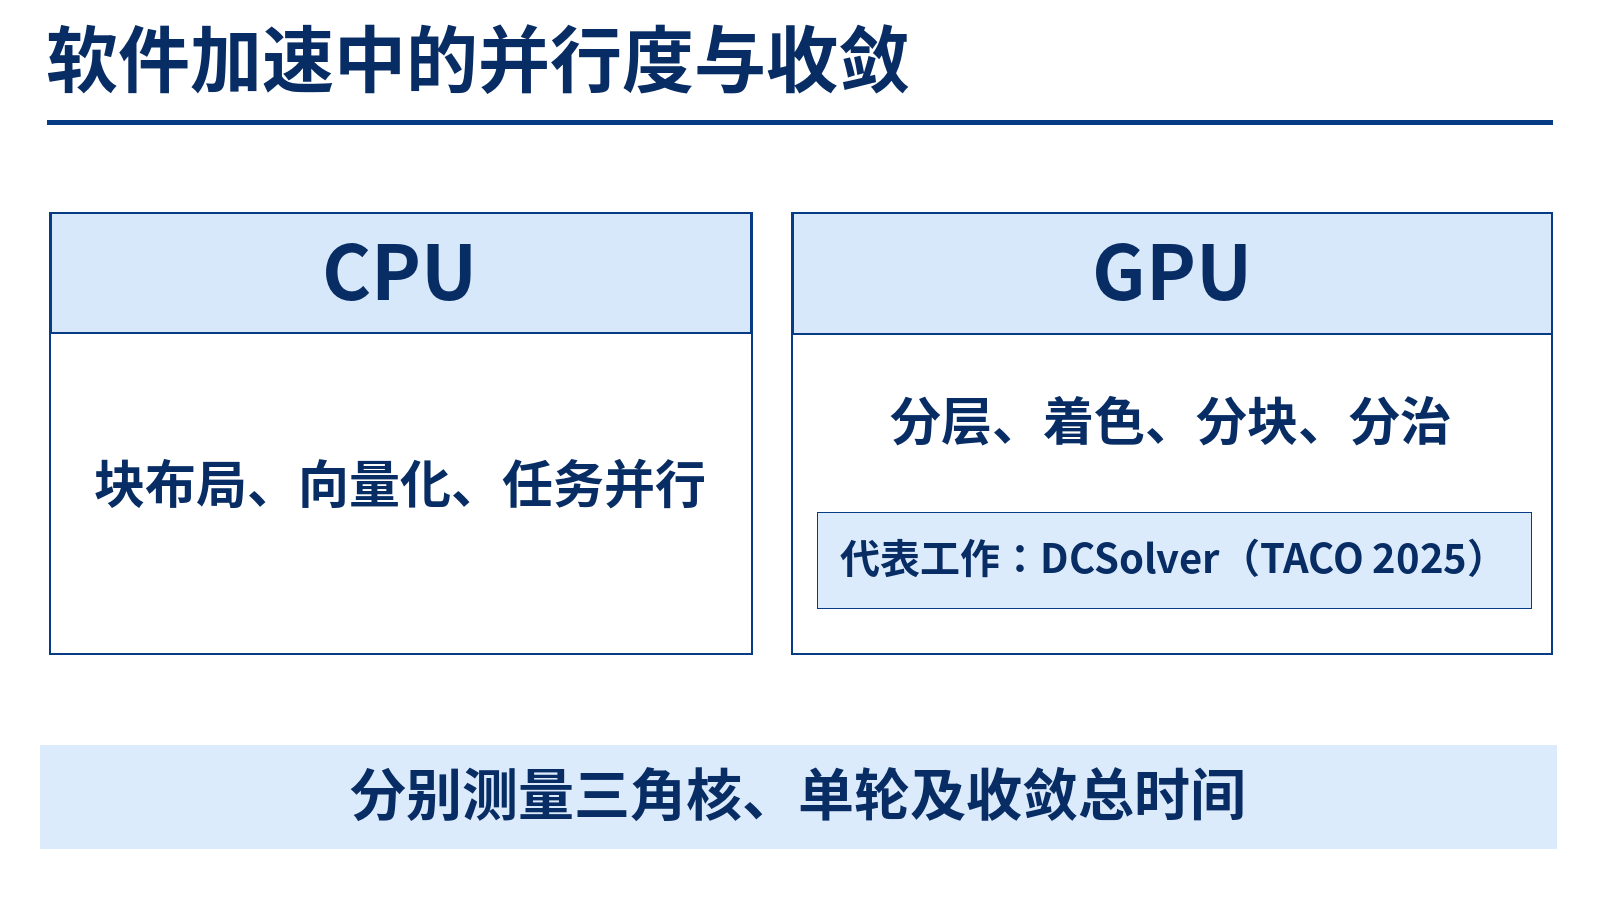 软件加速中的并行度与收敛
CPU
块布局、向量化、任务并行
GPU
分层、着色、分块、分治
代表工作：DCSolver（TACO 2025）
分别测量三角核、单轮及收敛总时间